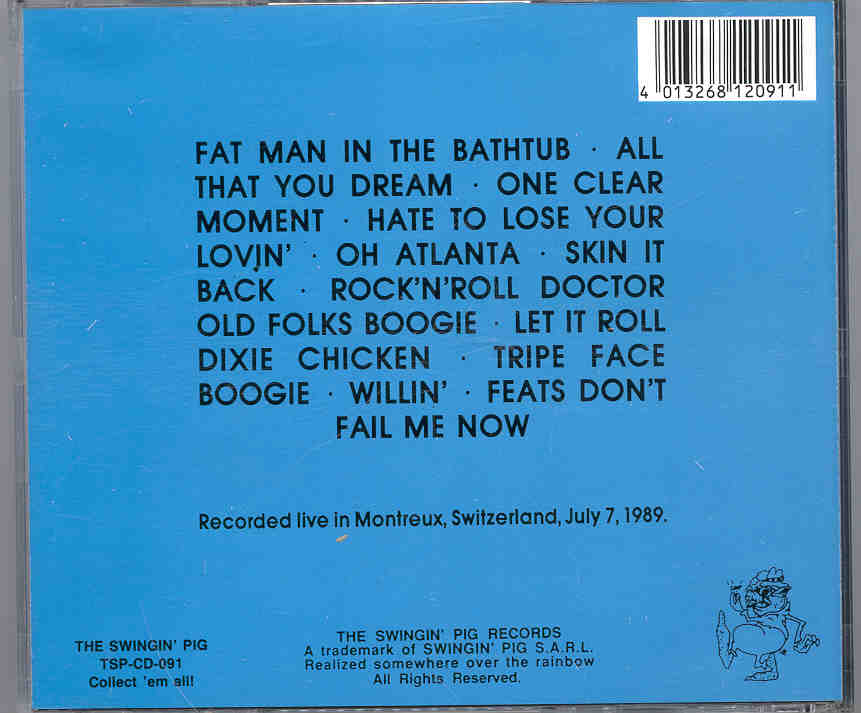 4 013268 120911
FAT MAN IN THE BATHTUB · ALL
THAT YOU DREAM · ONE CLEAR
MOMENT · HATE TO LOSE YOUR
LOVIN' · OH ATLANTA · SKIN IT
BACK · ROCK'N'ROLL DOCTOR
OLD FOLKS BOOGIE · LET IT ROLL
DIXIE CHICKEN · TRIPE FACE
BOOGIE · WILLIN' · FEATS DON'T
FAIL ME NOW
Recorded live in Montreux, Switzerland, July 7, 1989.
THE SWINGIN' PIG
TSP-CD-091
Collect 'em all!
THE SWINGIN' PIG RECORDS
A trademark of SWINGIN' PIG S.A.R.L.
Realized somewhere over the rainbow
All Rights Reserved.